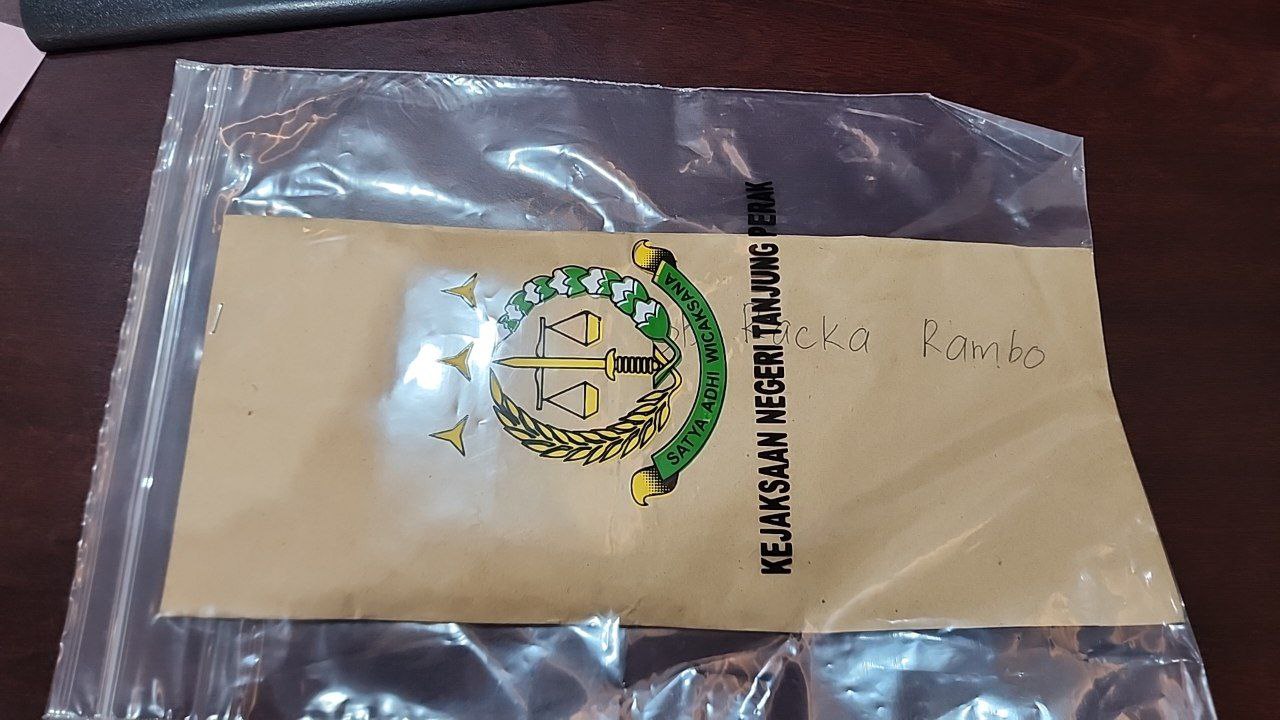 SATYA ADHI WICAKSANA
KEJAKSAAN NEGERI TANJUNG PERAK
Racka Rambo